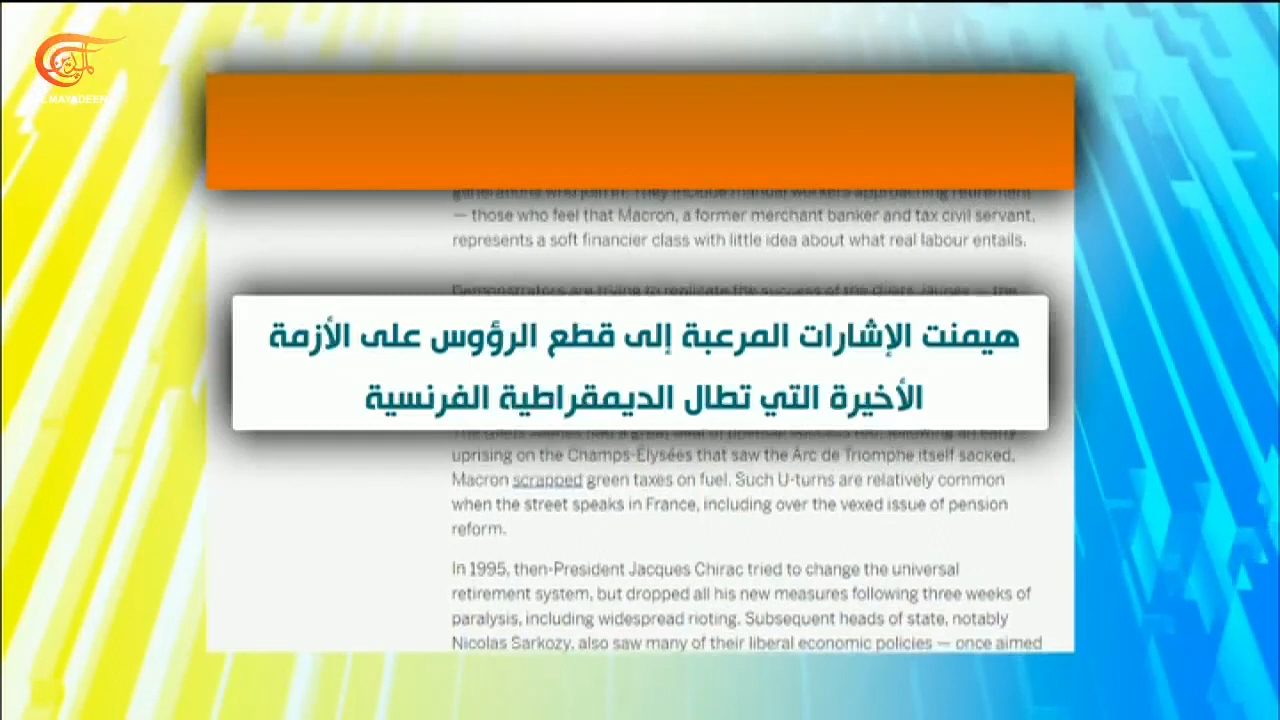 الميادين
ALMAYADEEN
— those who feel that Macron, a former merchant banker and tax civil servant,
represents a soft financier class with little idea about what real labour entails.
هيمنت الإشارات المرعبة إلى قطع الرؤوس على الأزمة
الأخيرة التي تطال الديمقراطية الفرنسية
uprising on the Champs-Elysées that saw the Arc de Triomphe itself sacked,
Macron scrapped green taxes on fuel. Such U-turns are relatively common
when the street speaks in France, including over the vexed issue of pension
reform.
In 1995, then-President Jacques Chirac tried to change the universal
retirement system, but dropped all his new measures following three weeks of
paralysis, including widespread rioting. Subsequent heads of state, notably
Nicolas Sarkozy, also saw many of their liberal economic policies — once aimed